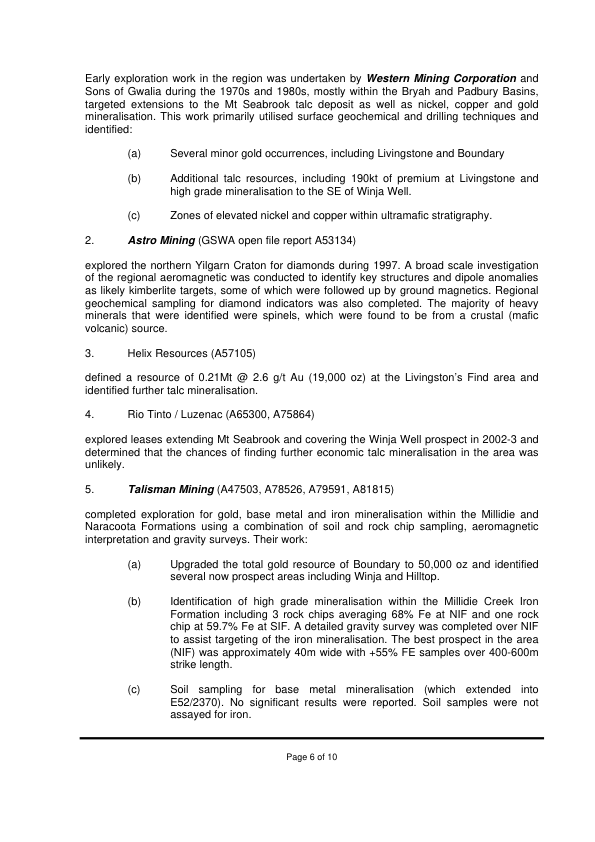 Early exploration work in the region was undertaken by Western Mining Corporation and
Sons of Gwalia during the 1970s and 1980s, mostly within the Bryah and Padbury Basins,
targeted extensions to the Mt Seabrook talc deposit as well as nickel, copper and gold
mineralisation. This work primarily utilised surface geochemical and drilling techniques and
identified:
(a) Several minor gold occurrences, including Livingstone and Boundary
(b) Additional talc resources, including 190kt of premium at Livingstone and
high grade mineralisation to the SE of Winja Well.
(c) Zones of elevated nickel and copper within ultramafic stratigraphy.
2. Astro Mining (GSWA open file report A53134)
explored the northern Yilgarn Craton for diamonds during 1997. A broad scale investigation
of the regional aeromagnetic was conducted to identify key structures and dipole anomalies
as likely kimberlite targets, some of which were followed up by ground magnetics. Regional
geochemical sampling for diamond indicators was also completed. The majority of heavy
minerals that were identified were spinels, which were found to be from a crustal (mafic
volcanic) source.
3. Helix Resources (A57105)
defined a resource of 0.21Mt @ 2.6 g/t Au (19,000 oz) at the Livingston's Find area and
identified further talc mineralisation.
4. Rio Tinto / Luzenac (A65300, A75864)
explored leases extending Mt Seabrook and covering the Winja Well prospect in 2002-3 and
determined that the chances of finding further economic talc mineralisation in the area was
unlikely.
5. Talisman Mining (A47503, A78526, A79591, A81815)
completed exploration for gold, base metal and iron mineralisation within the Millidie and
Naracoota Formations using a combination of soil and rock chip sampling, aeromagnetic
interpretation and gravity surveys. Their work:
(a) Upgraded the total gold resource of Boundary to 50,000 oz and identified
several now prospect areas including Winja and Hilltop.
(b) Identification of high grade mineralisation within the Millidie Creek Iron
Formation including 3 rock chips averaging 68% Fe at NIF and one rock
chip at 59.7% Fe at SIF. A detailed gravity survey was completed over NIF
to assist targeting of the iron mineralisation. The best prospect in the area
(NIF) was approximately 40m wide with +55% FE samples over 400-600m
strike length.
(c) Soil sampling for base metal mineralisation (which extended into
E52/2370). No significant results were reported. Soil samples were not
assayed for iron.
Page 6 of 10